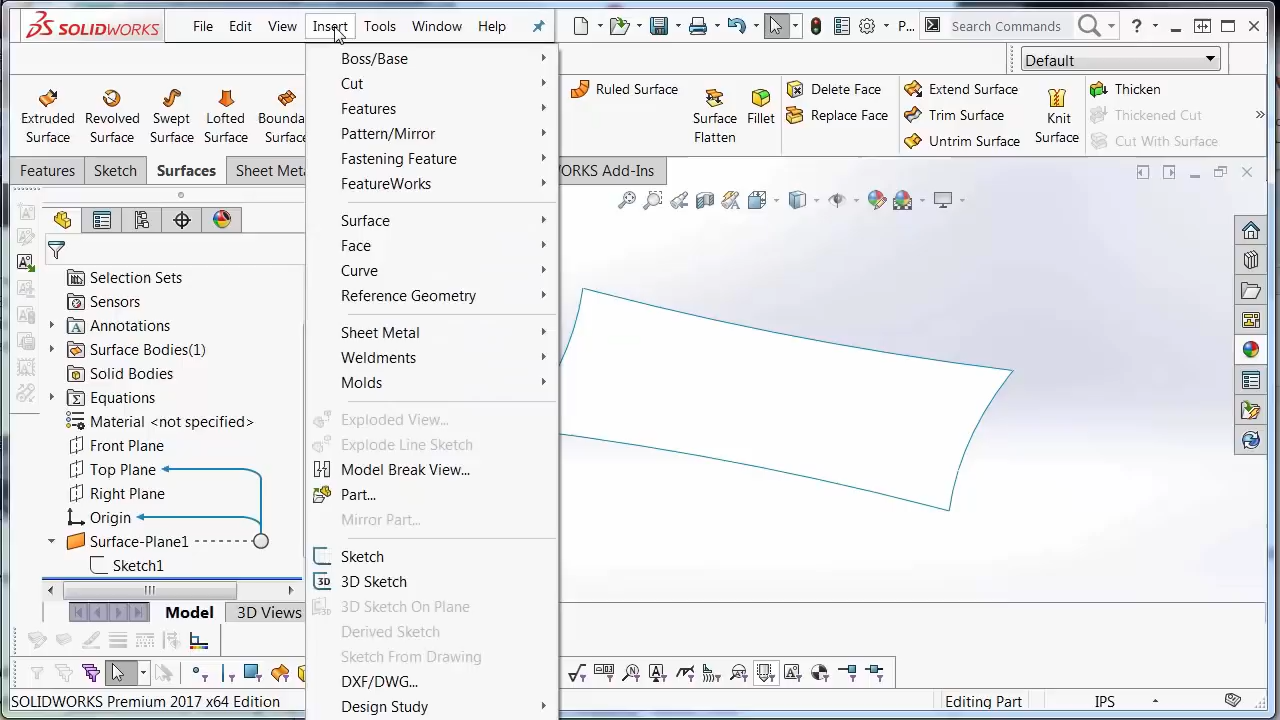 SOLIDWORKS File Edit View Insert Tools Window Help P... Search Commands ?
Default
Extruded Surface
Revolved Surface
Swept Surface
Lofted Surface
Bounda Surfac
Ruled Surface
Surface Flatten
Fillet
Delete Face
Replace Face
Extend Surface
Trim Surface
Untrim Surface
Knit Surface
Thicken
Thickened Cut
Cut With Surface
Features Sketch Surfaces Sheet Meta WORKS Add-Ins
Boss/Base
Cut
Features
Pattern/Mirror
Fastening Feature
FeatureWorks
Surface
Face
Curve
Reference Geometry
Sheet Metal
Weldments
Molds
Exploded View...
Explode Line Sketch
Model Break View...
Part...
Mirror Part...
Sketch
3D Sketch
3D Sketch On Plane
Derived Sketch
Sketch From Drawing
DXF/DWG...
Design Study
Selection Sets
Sensors
Annotations
Surface Bodies(1)
Solid Bodies
Equations
Material <not specified>
Front Plane
Top Plane
Right Plane
Origin
Surface-Plane1
Sketch1
Model 3D Views
SOLIDWORKS Premium 2017 x64 Edition
Editing Part IPS